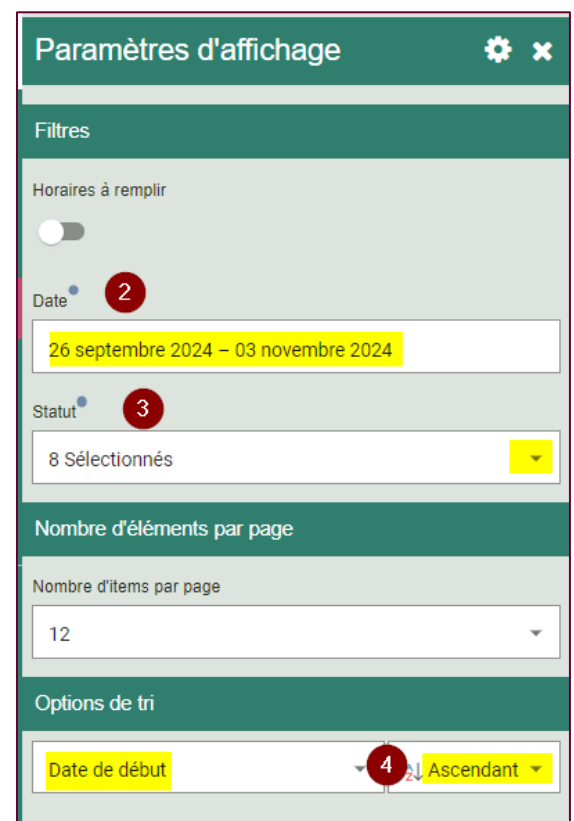 Paramètres d'affichage
Filtres
Horaires à remplir
Date 2
26 septembre 2024 – 03 novembre 2024
Statut 3
8 Sélectionnés
Nombre d'éléments par page
Nombre d'items par page
12
Options de tri
Date de début 4 Ascendant